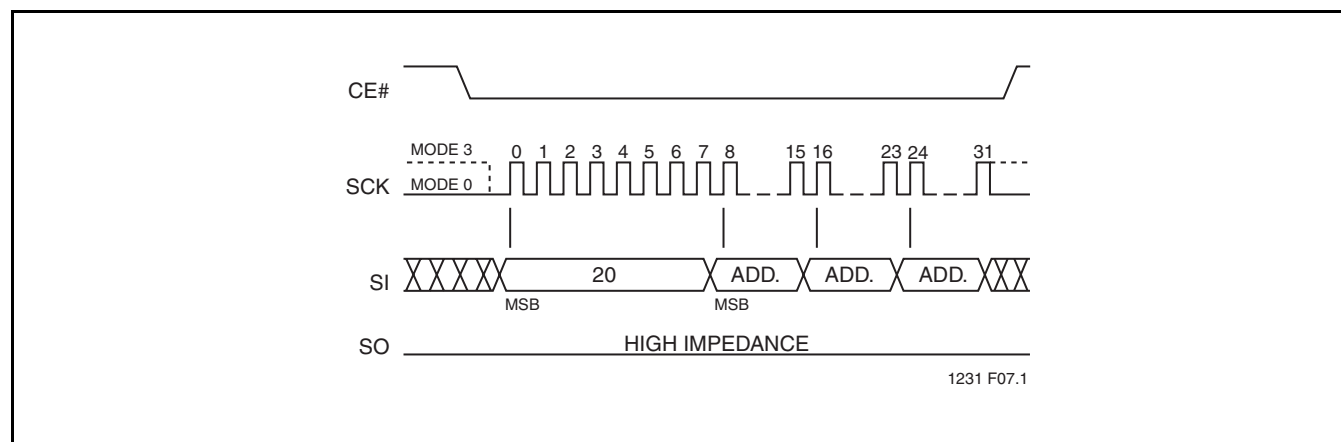 CE#
MODE 3
0 1 2 3 4 5 6 7 8 15 16 23 24 31
SCK
MODE 0
SI
20 ADD. ADD. ADD.
MSB MSB
SO
HIGH IMPEDANCE
1231 F07.1